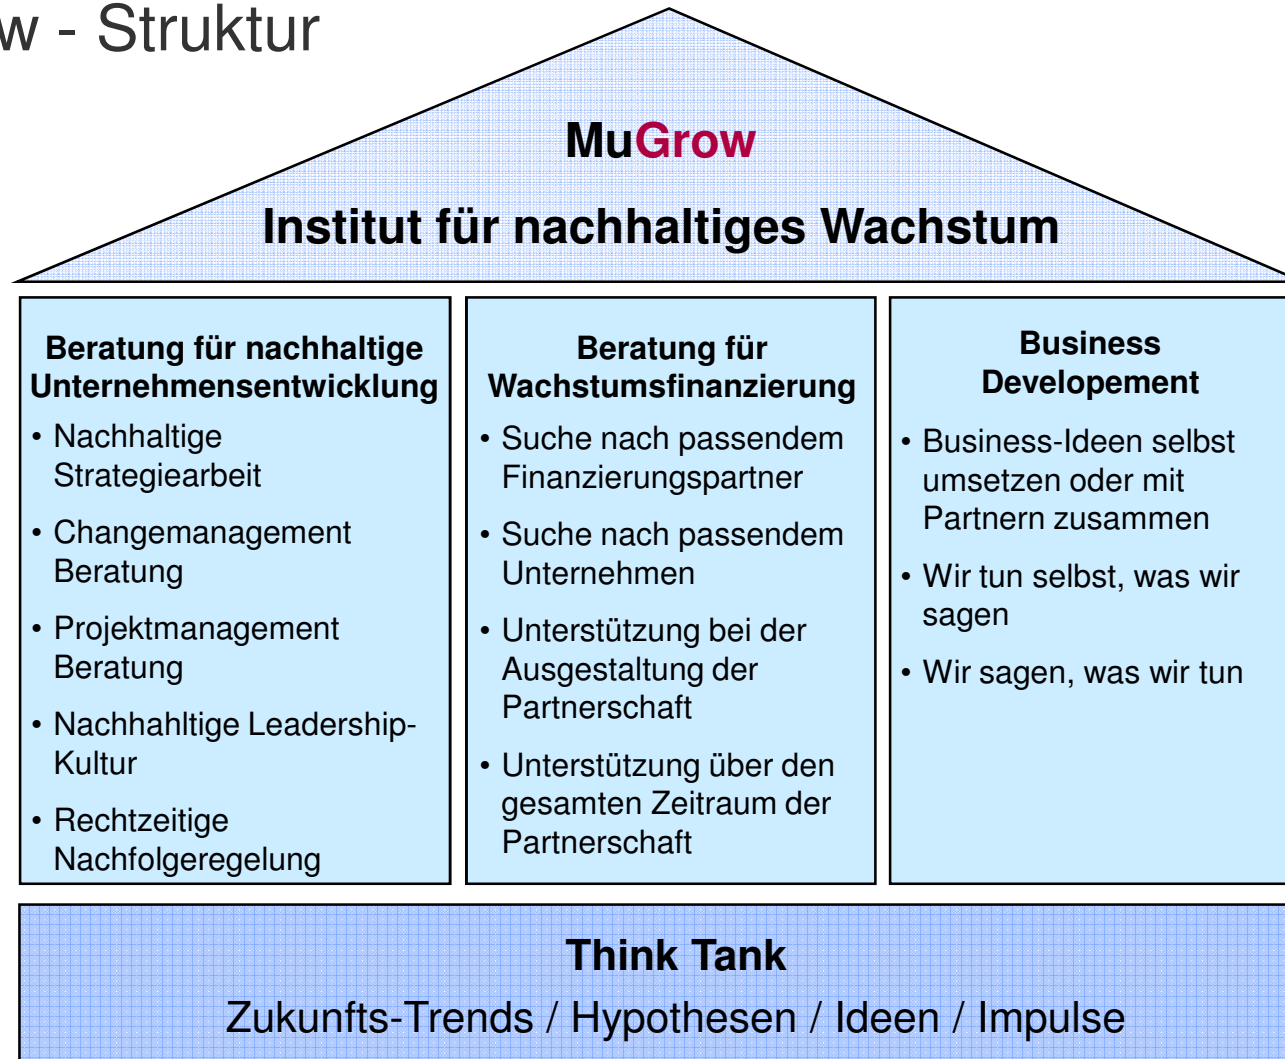 w - Struktur
MuGrow
Institut für nachhaltiges Wachstum
Beratung für nachhaltige
Unternehmensentwicklung
• Nachhaltige
Strategiearbeit
• Changemanagement
Beratung
• Projektmanagement
Beratung
• Nachhahltige Leadership-
Kultur
• Rechtzeitige
Nachfolgeregelung
Beratung für
Wachstumsfinanzierung
• Suche nach passendem
Finanzierungspartner
• Suche nach passendem
Unternehmen
• Unterstützung bei der
Ausgestaltung der
Partnerschaft
• Unterstützung über den
gesamten Zeitraum der
Partnerschaft
Business
Developement
• Business-Ideen selbst
umsetzen oder mit
Partnern zusammen
• Wir tun selbst, was wir
sagen
• Wir sagen, was wir tun
Think Tank
Zukunfts-Trends / Hypothesen / Ideen / Impulse